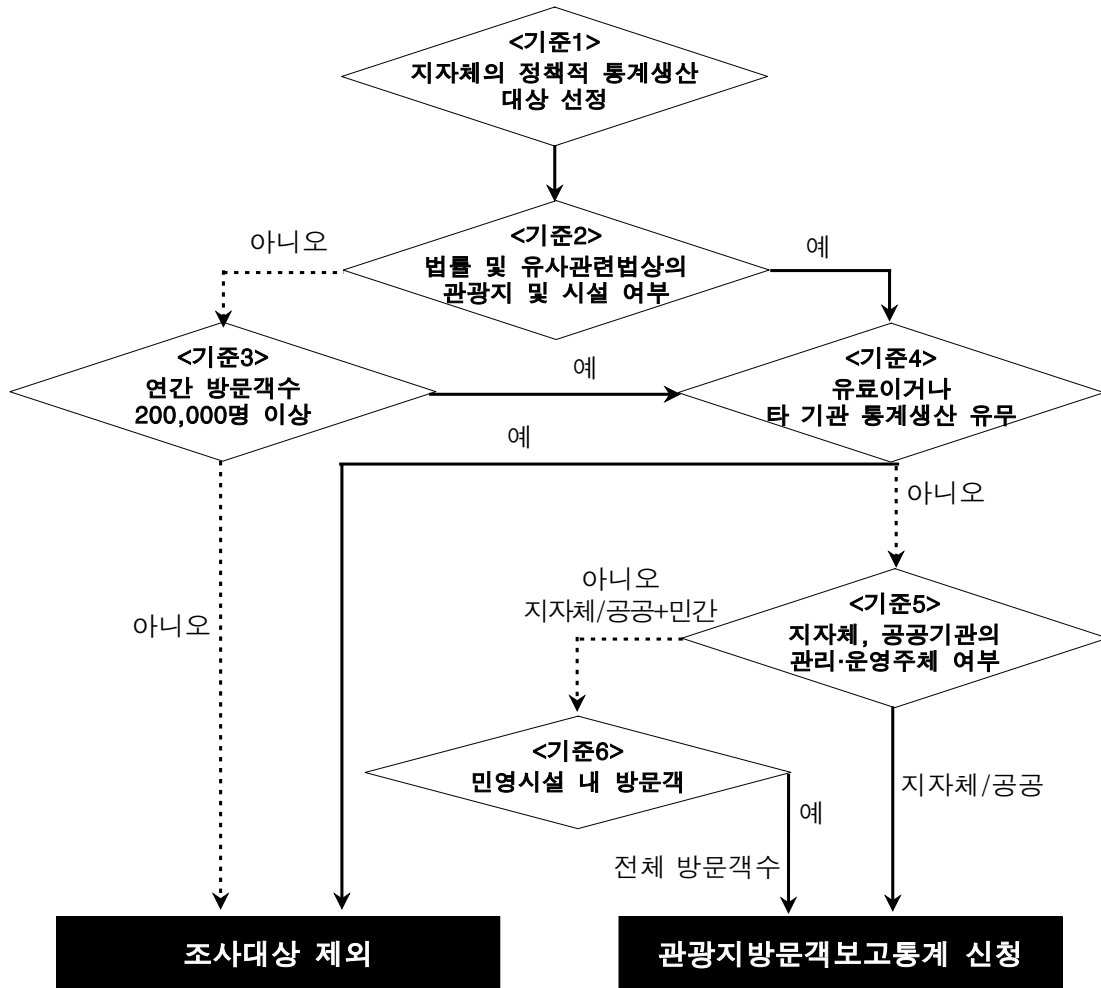 <기준1>
지자체의 정책적 통계생산
대상 선정
<기준2>
법률 및 유사관련법상의
관광지 및 시설 여부
아니오
예
<기준3>
연간 방문객수
200,000명 이상
예
<기준4>
유료이거나
타 기관 통계생산 유무
예
아니오
아니오
지자체/공공+민간
<기준5>
지자체, 공공기관의
관리·운영주체 여부
아니오
<기준6>
민영시설 내 방문객
예
전체 방문객수
지자체/공공
조사대상 제외
관광지방문객보고통계 신청